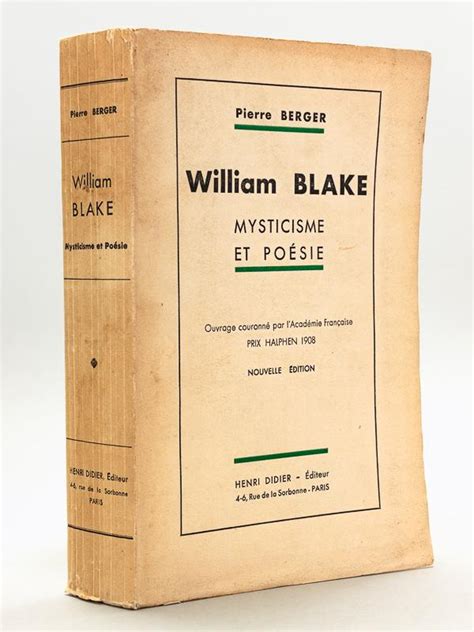 Pierre BERGER
William
BLAKE
Mysticisme et Poésie
HENRI DIDIER, Éditeur
4-6, rue de la Sorbonne
PARIS
Pierre BERGER
William BLAKE
MYSTICISME
ET POÉSIE
Ouvrage couronné par l'Académie Française
PRIX HALPHEN 1908
NOUVELLE ÉDITION
HENRI DIDIER – Éditeur
4-6, Rue de la Sorbonne - PARIS